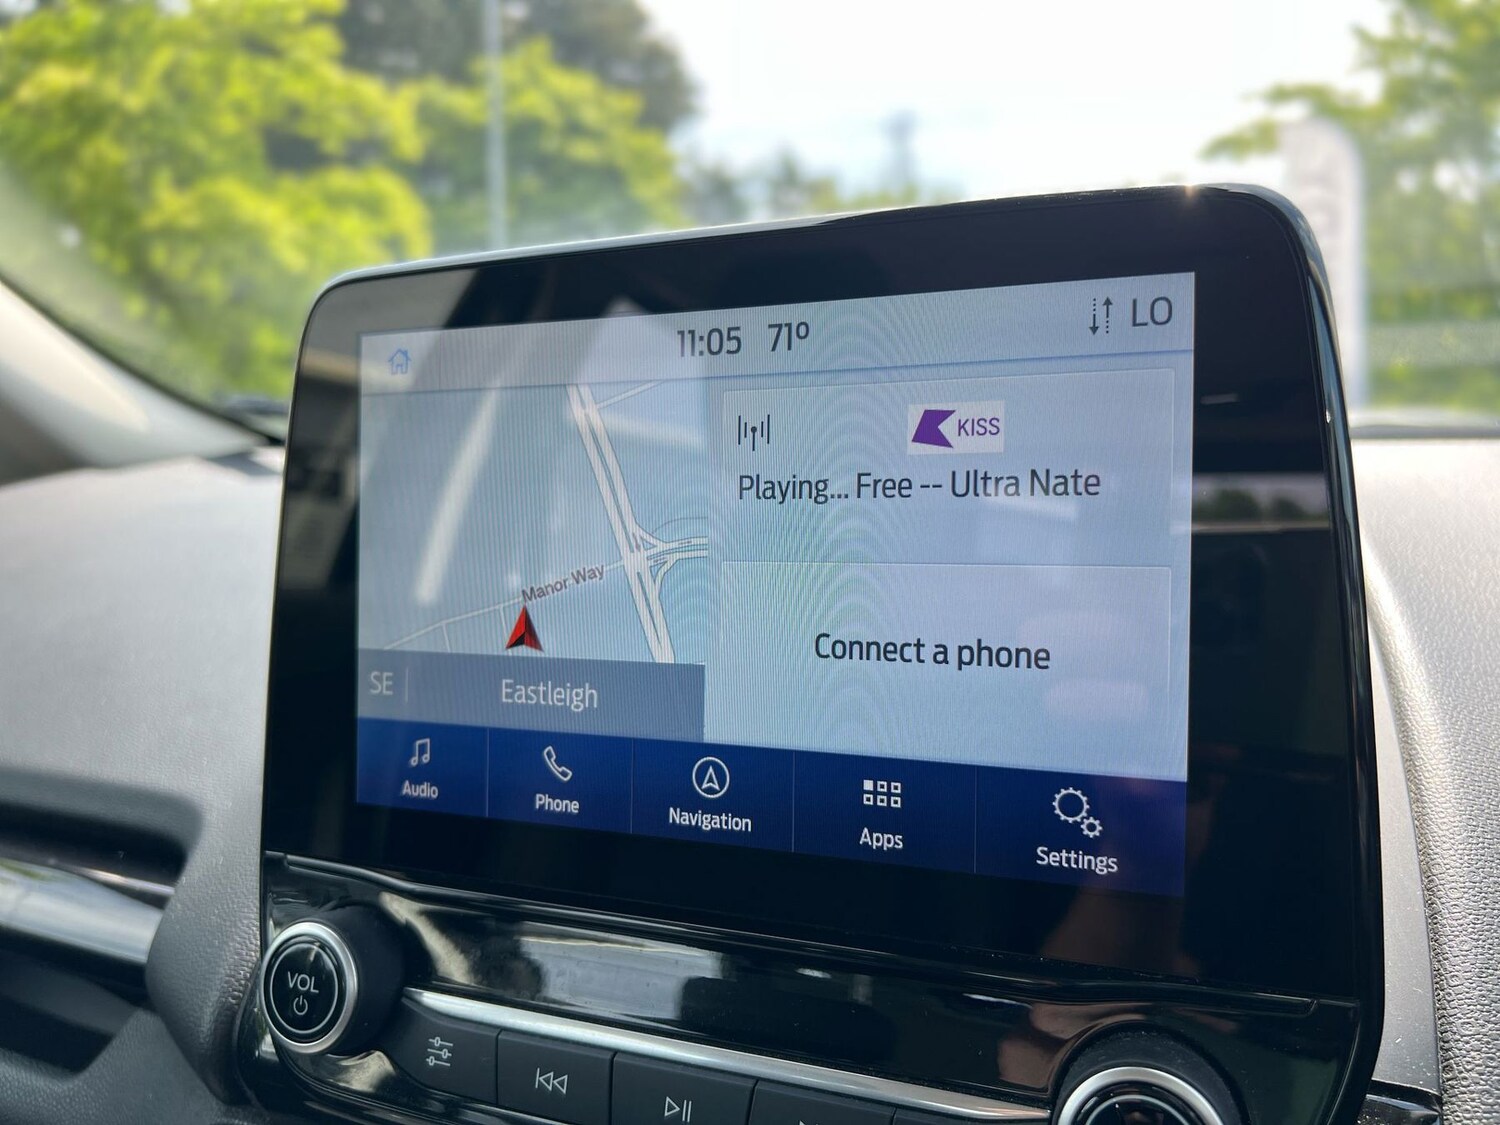 11:05 71° LO
KISS
Playing... Free -- Ultra Nate
Manor Way
Connect a phone
SE Eastleigh
Audio
Phone
Navigation
Apps
Settings
VOL